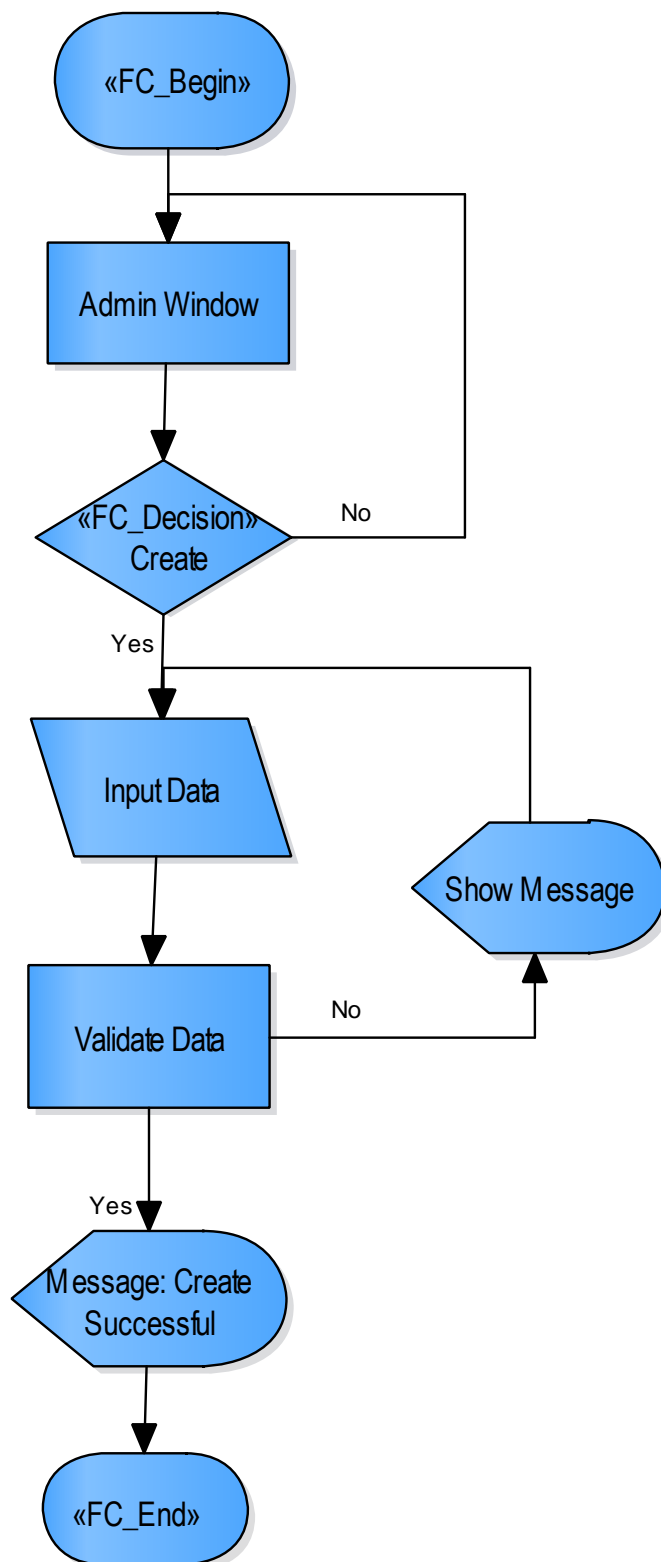 «FC_Begin»
Admin Window
«FC_Decision»
Create
No
Yes
Input Data
Show Message
Validate Data
No
Yes
Message: Create
Successful
«FC_End»